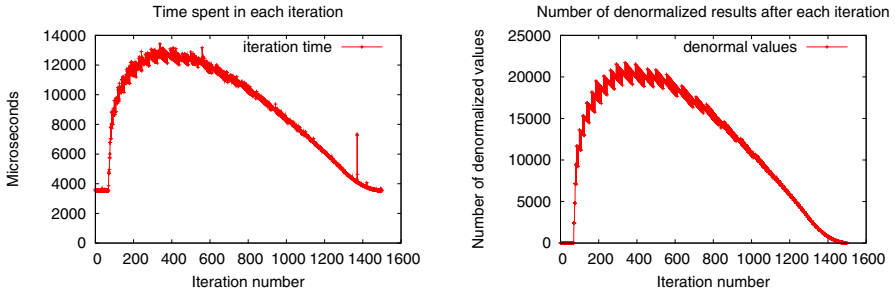 Time spent in each iteration
14000
12000
10000
8000
6000
4000
2000
0
Microseconds
iteration time
0 200 400 600 800 1000 1200 1400 1600
Iteration number
Number of denormalized results after each iteration
25000
20000
15000
10000
5000
0
Number of denormalized values
denormal values
0 200 400 600 800 1000 1200 1400 1600
Iteration number